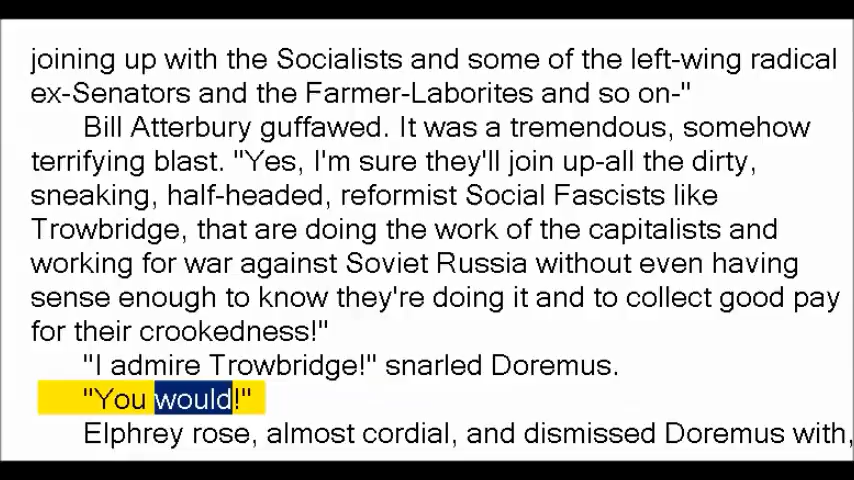 joining up with the Socialists and some of the left-wing radical
ex-Senators and the Farmer-Laborites and so on-"
Bill Atterbury guffawed. It was a tremendous, somehow
terrifying blast. "Yes, I'm sure they'll join up-all the dirty,
sneaking, half-headed, reformist Social Fascists like
Trowbridge, that are doing the work of the capitalists and
working for war against Soviet Russia without even having
sense enough to know they're doing it and to collect good pay
for their crookedness!"
"I admire Trowbridge!" snarled Doremus.
"You would!"
Elphrey rose, almost cordial, and dismissed Doremus with,